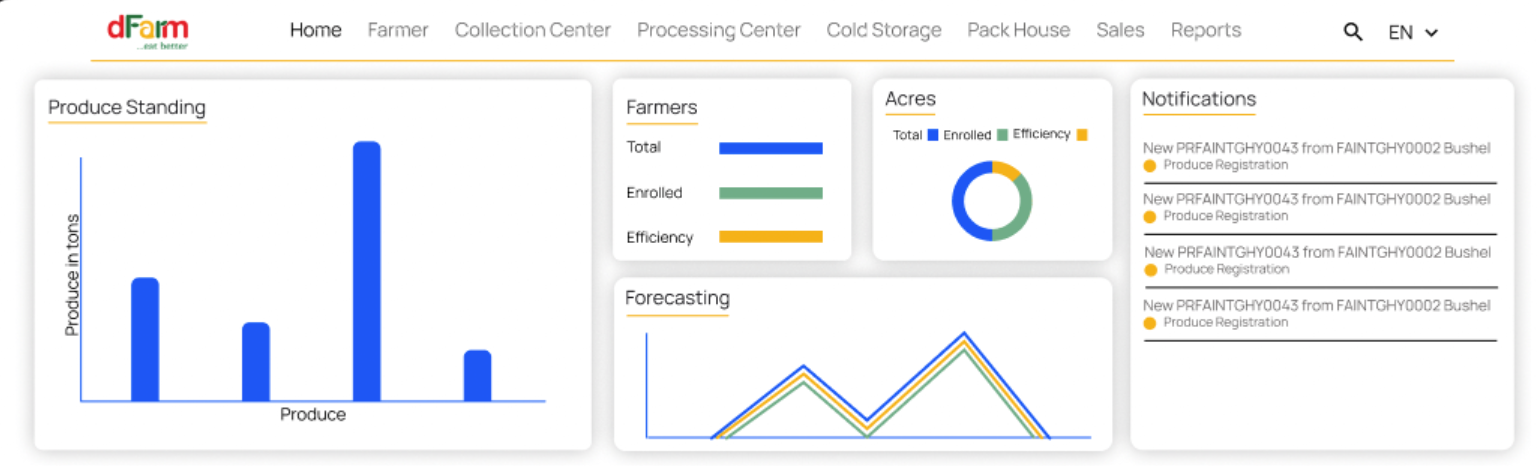 dFarm
...eat better
Home Farmer Collection Center Processing Center Cold Storage Pack House Sales Reports EN
Produce Standing
Produce in tons
Produce
Farmers
Total
Enrolled
Efficiency
Acres
Total Enrolled Efficiency
Forecasting
Notifications
New PRFAINTGHY0043 from FAINTGHY0002 Bushel
Produce Registration
New PRFAINTGHY0043 from FAINTGHY0002 Bushel
Produce Registration
New PRFAINTGHY0043 from FAINTGHY0002 Bushel
Produce Registration
New PRFAINTGHY0043 from FAINTGHY0002 Bushel
Produce Registration